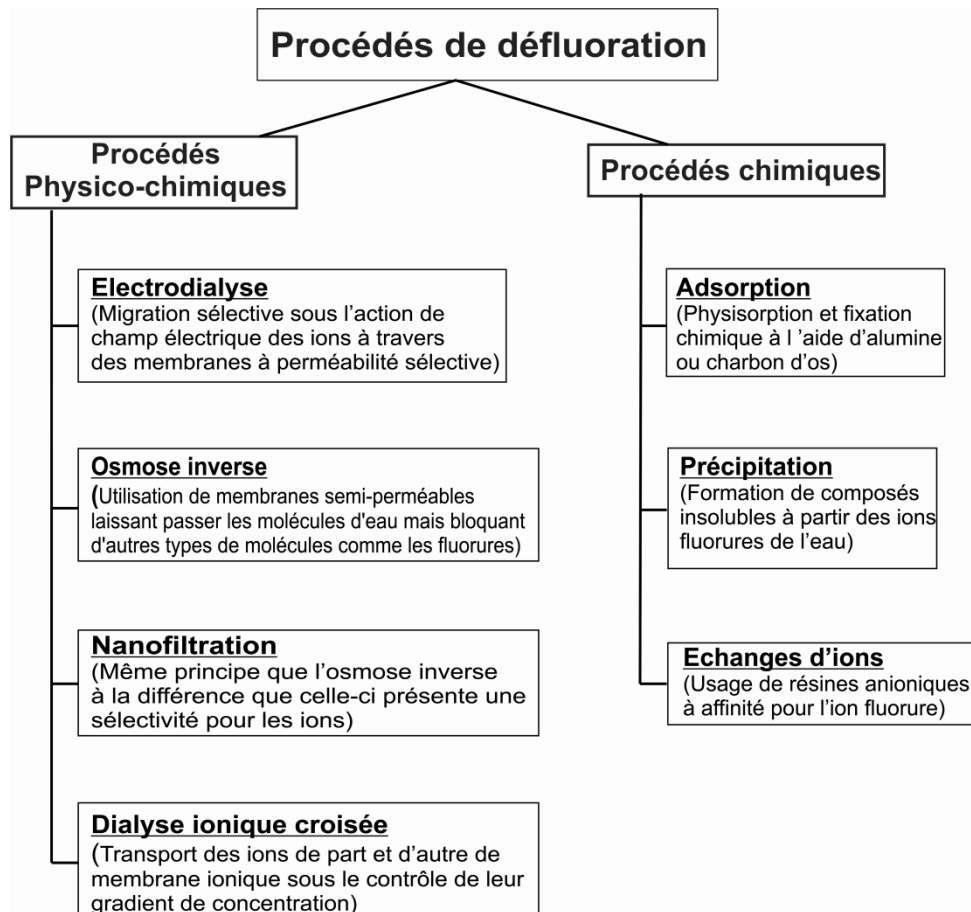 Procédés de défluoration
Procédés
Physico-chimiques
Electrodialyse
(Migration sélective sous l'action de
champ électrique des ions à travers
des membranes à perméabilité sélective)
Osmose inverse
(Utilisation de membranes semi-perméables
laissant passer les molécules d'eau mais bloquant
d'autres types de molécules comme les fluorures)
Nanofiltration
(Même principe que l'osmose inverse
à la différence que celle-ci présente une
sélectivité pour les ions)
Dialyse ionique croisée
(Transport des ions de part et d'autre de
membrane ionique sous le contrôle de leur
gradient de concentration)
Procédés chimiques
Adsorption
(Physisorption et fixation
chimique à l 'aide d'alumine
ou charbon d'os)
Précipitation
(Formation de composés
insolubles à partir des ions
fluorures de l'eau)
Echanges d'ions
(Usage de résines anioniques
à affinité pour l'ion fluorure)